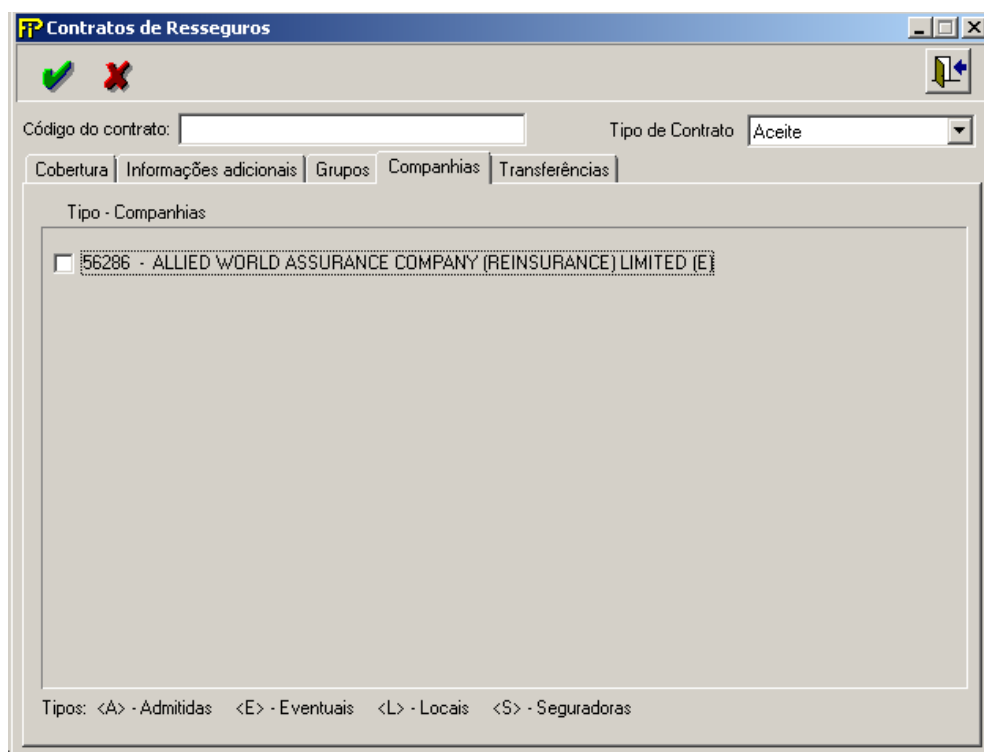 FIP Contratos de Resseguros
Código do contrato:
Tipo de Contrato Aceite
Cobertura Informações adicionais Grupos Companhias Transferências
Tipo - Companhias
56286 - ALLIED WORLD ASSURANCE COMPANY (REINSURANCE) LIMITED (E)
Tipos: <A> - Admitidas <E> - Eventuais <L> - Locais <S> - Seguradoras